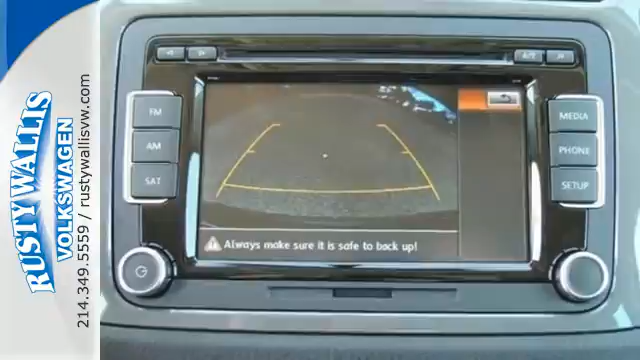 RUSTY WALLIS
VOLKSWAGEN
214.349.5559 / rustywallisvw.com
FM
AM
SAT
MEDIA
PHONE
SETUP
Always make sure it is safe to back up!